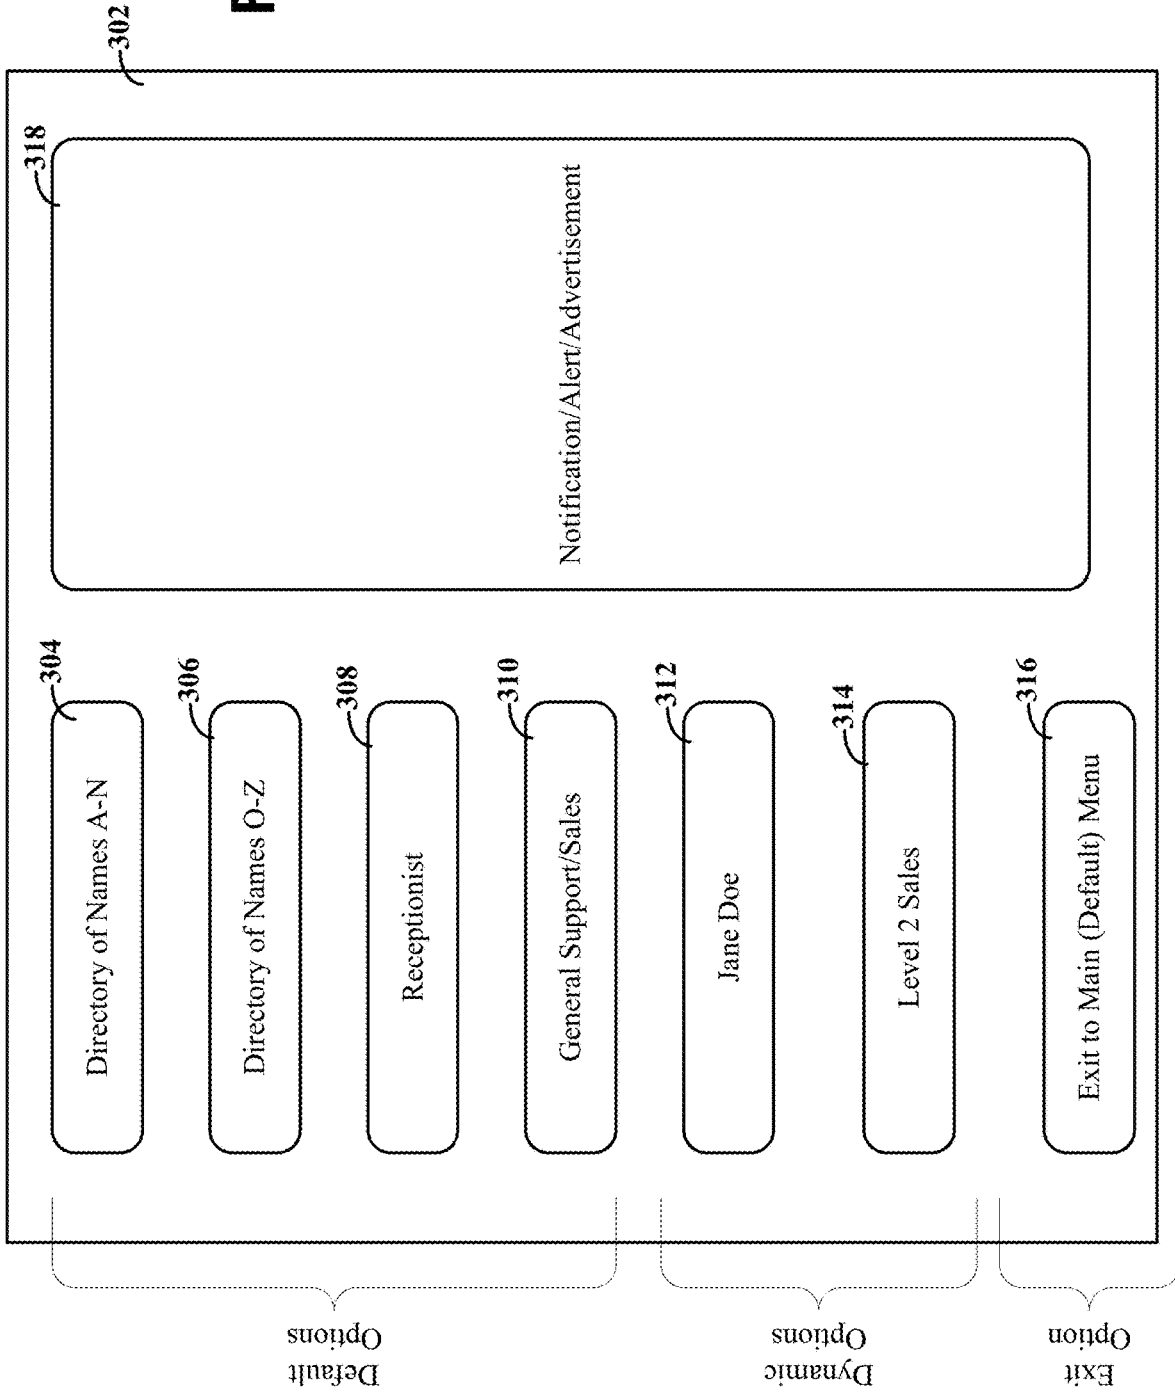 302
318
Notification/Alert/Advertisement
304
Directory of Names A-N
306
Directory of Names O-Z
308
Receptionist
310
General Support/Sales
312
Jane Doe
314
Level 2 Sales
316
Exit to Main (Default) Menu
Default
Options
Dynamic
Options
Exit
Option